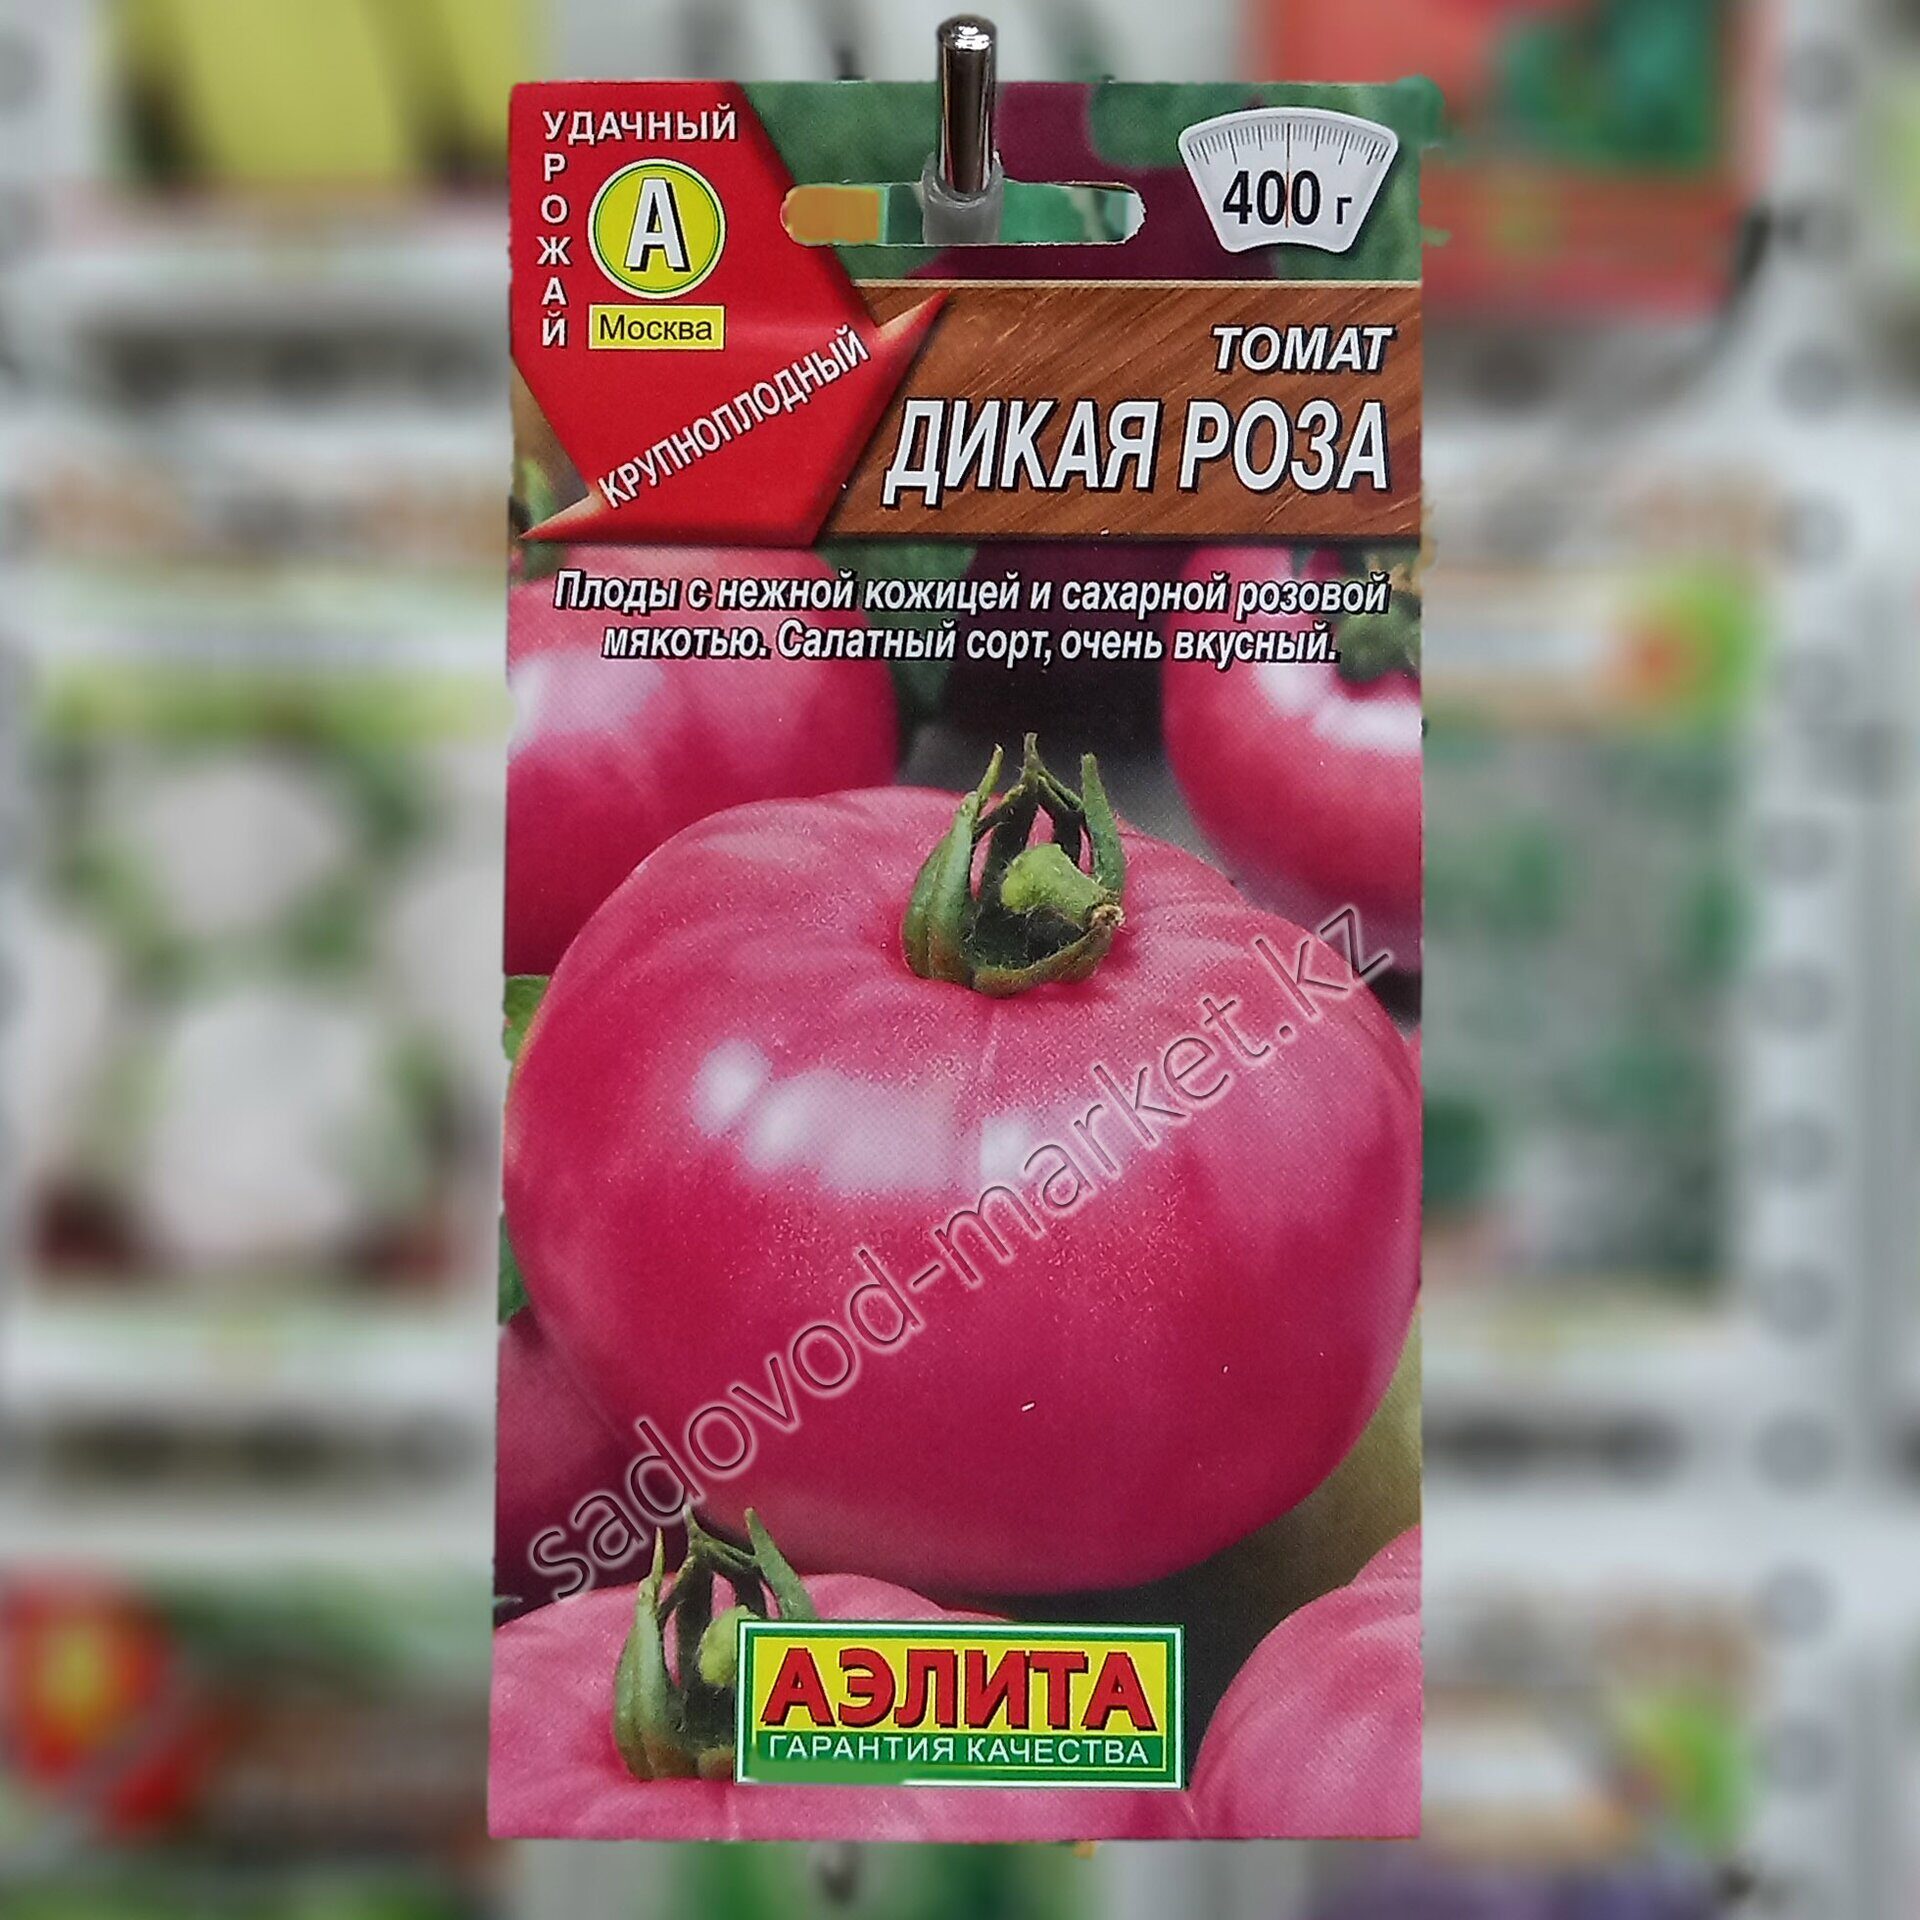 УДАЧНЫЙ
УРОЖАЙ
А
Москва
КРУПНОПЛОДНЫЙ
400 г
ТОМАТ
ДИКАЯ РОЗА
Плоды с нежной кожицей и сахарной розовой
мякотью. Салатный сорт, очень вкусный.
sadovod-market.kz
АЭЛИТА
ГАРАНТИЯ КАЧЕСТВА